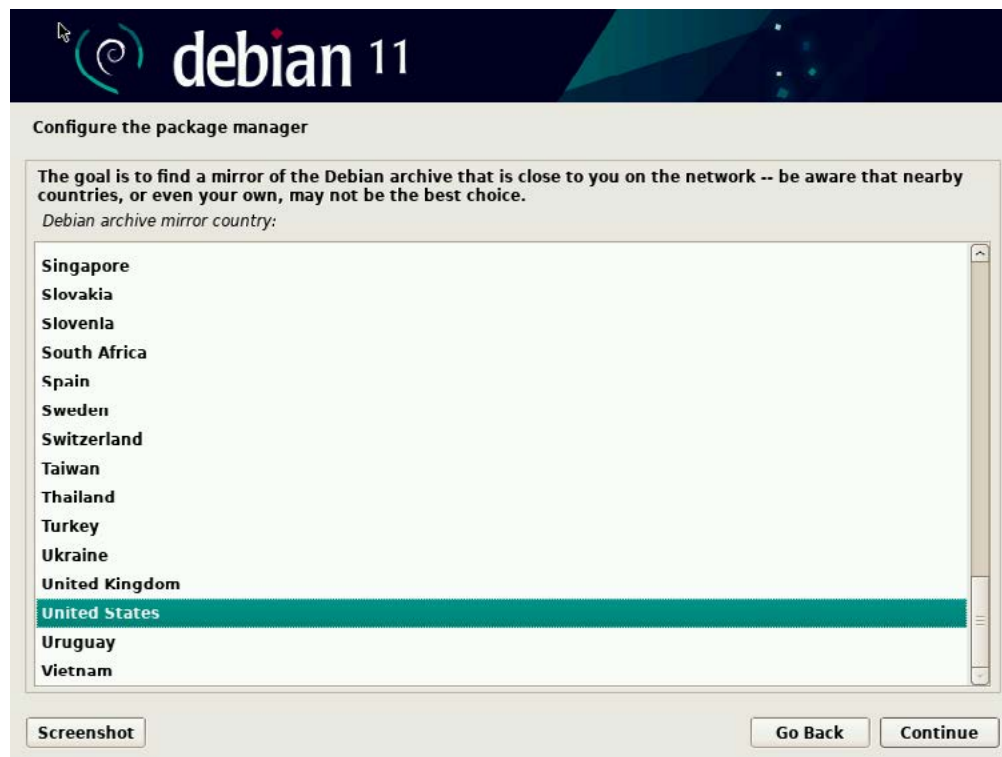 debian 11
Configure the package manager
The goal is to find a mirror of the Debian archive that is close to you on the network -- be aware that nearby
countries, or even your own, may not be the best choice.
Debian archive mirror country:
Singapore
Slovakia
Slovenia
South Africa
Spain
Sweden
Switzerland
Taiwan
Thailand
Turkey
Ukraine
United Kingdom
United States
Uruguay
Vietnam
Screenshot
Go Back
Continue